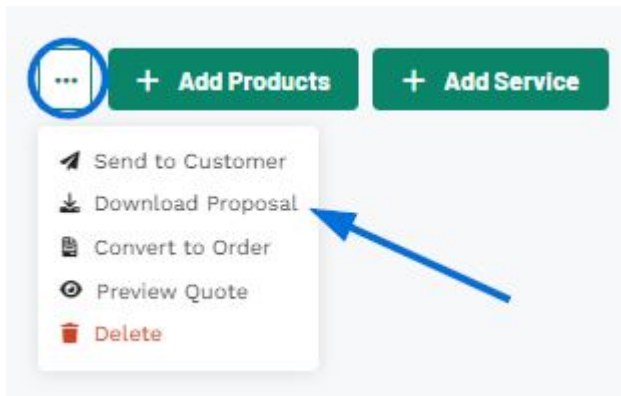 ... + Add Products + Add Service
Send to Customer
Download Proposal
Convert to Order
Preview Quote
Delete